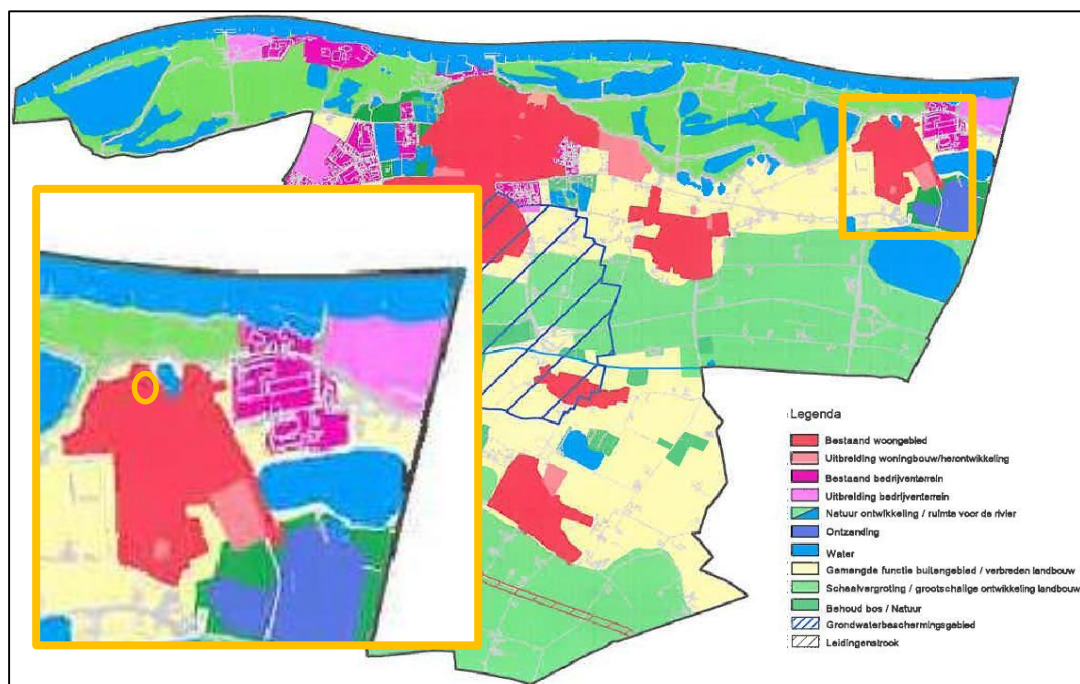 Legenda
Bestaand woongebied
Uitbreiding woningbouw/herontwikkeling
Bestaand bedrijventerrein
Uitbreiding bedrijventerrein
Natuur ontwikkeling / ruimte voor de rivier
Ontzanding
Water
Gemengde functie buitengebied / verbreden landbouw
Schaalvergroting / grootschalige ontwikkeling landbouw
Behoud bos / Natuur
Grondwaterbeschermingsgebied
Leidingenstrook